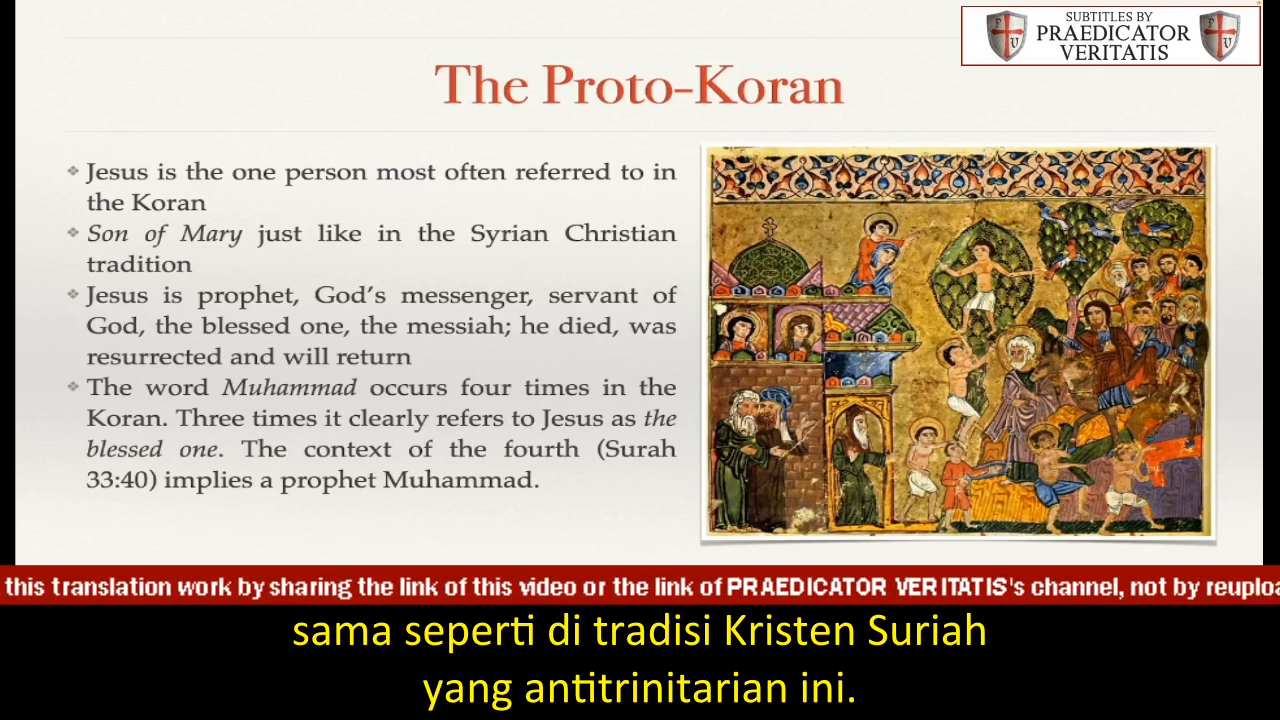 SUBTITLES BY
PRAEDICATOR
VERITATIS
P V
P V
The Proto-Koran
Jesus is the one person most often referred to in
the Koran
Son of Mary just like in the Syrian Christian
tradition
Jesus is prophet, God's messenger, servant of
God, the blessed one, the messiah; he died, was
resurrected and will return
The word Muhammad occurs four times in the
Koran. Three times it clearly refers to Jesus as the
blessed one. The context of the fourth (Surah
33:40) implies a prophet Muhammad.
this translation work by sharing the link of this video or the link of PRAEDICATOR VERITATIS's channel, not by reuploa
sama seperti di tradisi Kristen Suriah
yang antitrinitarian ini.